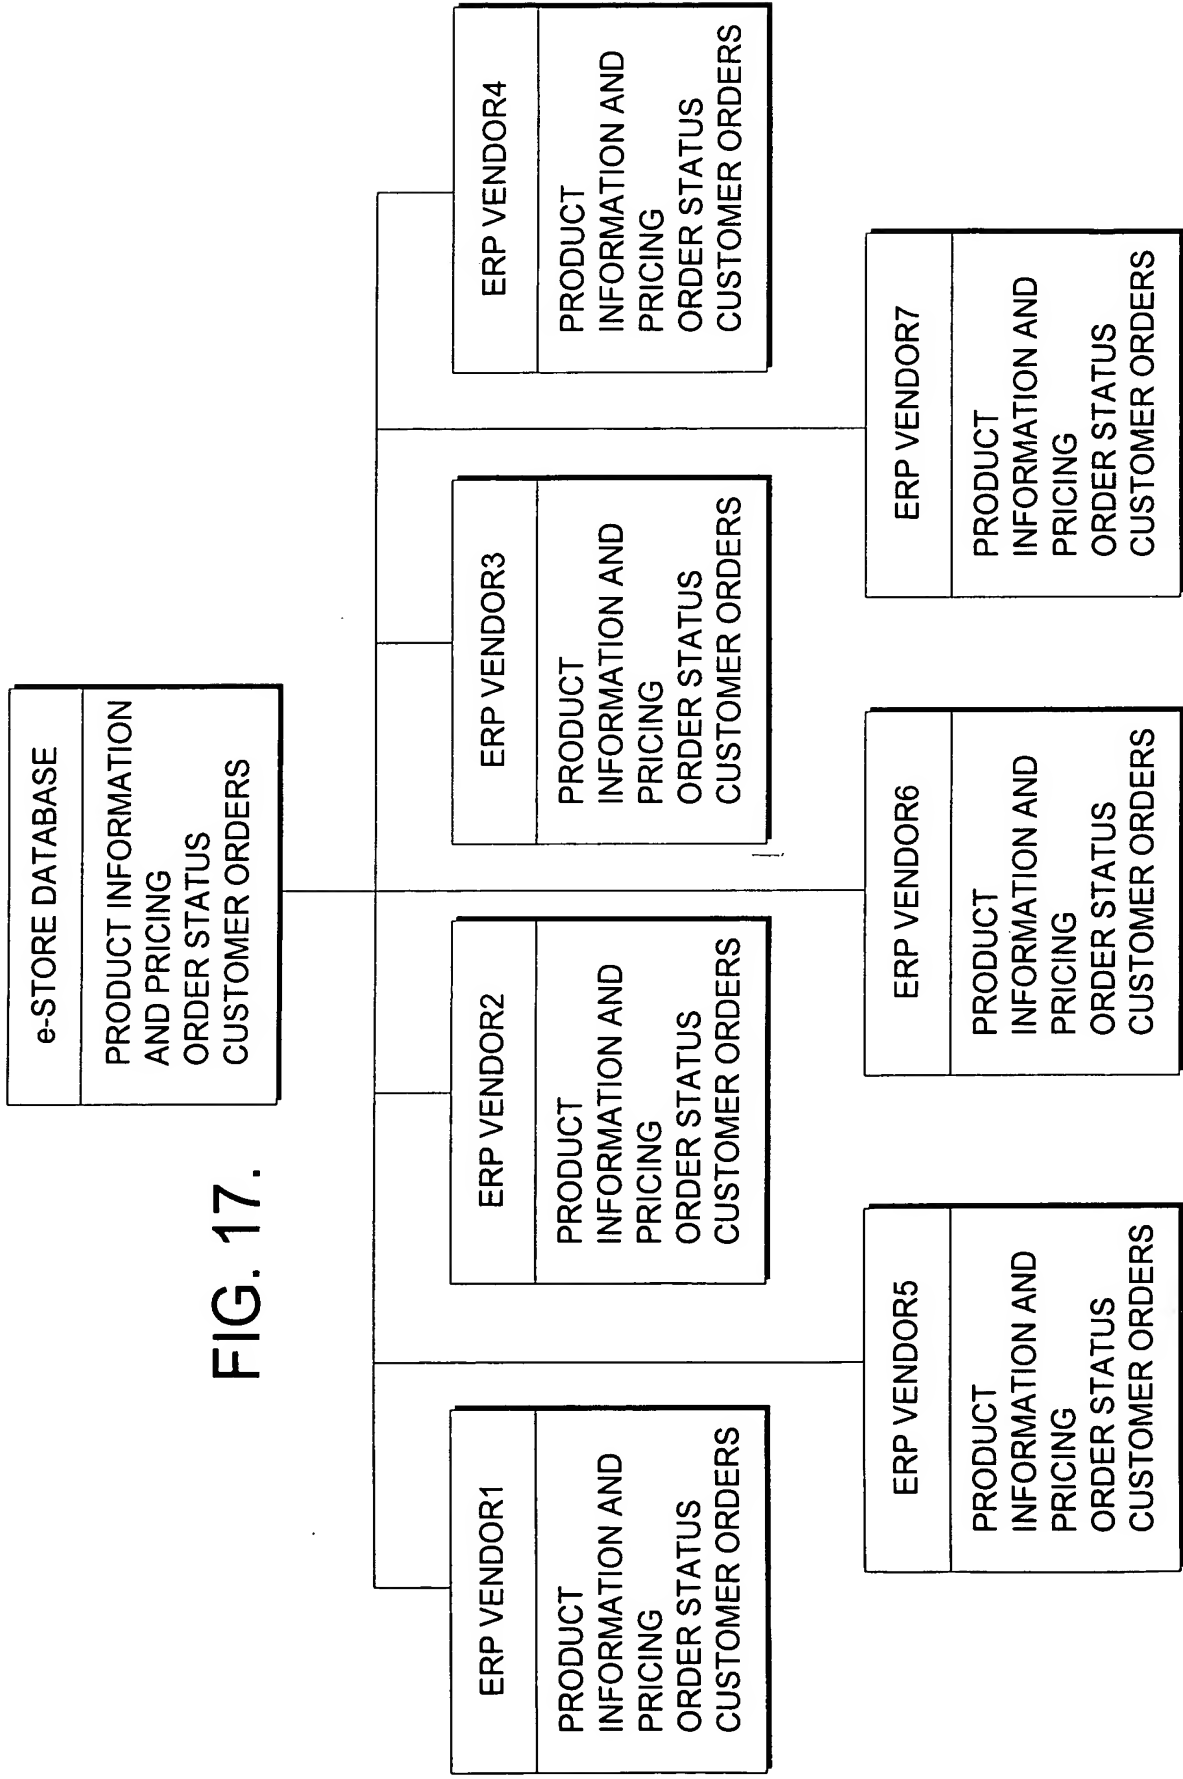 e-STORE DATABASE
PRODUCT INFORMATION
AND PRICING
ORDER STATUS
CUSTOMER ORDERS
FIG. 17.
ERP VENDOR1
PRODUCT
INFORMATION AND
PRICING
ORDER STATUS
CUSTOMER ORDERS
ERP VENDOR2
PRODUCT
INFORMATION AND
PRICING
ORDER STATUS
CUSTOMER ORDERS
ERP VENDOR3
PRODUCT
INFORMATION AND
PRICING
ORDER STATUS
CUSTOMER ORDERS
ERP VENDOR4
PRODUCT
INFORMATION AND
PRICING
ORDER STATUS
CUSTOMER ORDERS
ERP VENDOR5
PRODUCT
INFORMATION AND
PRICING
ORDER STATUS
CUSTOMER ORDERS
ERP VENDOR6
PRODUCT
INFORMATION AND
PRICING
ORDER STATUS
CUSTOMER ORDERS
ERP VENDOR7
PRODUCT
INFORMATION AND
PRICING
ORDER STATUS
CUSTOMER ORDERS